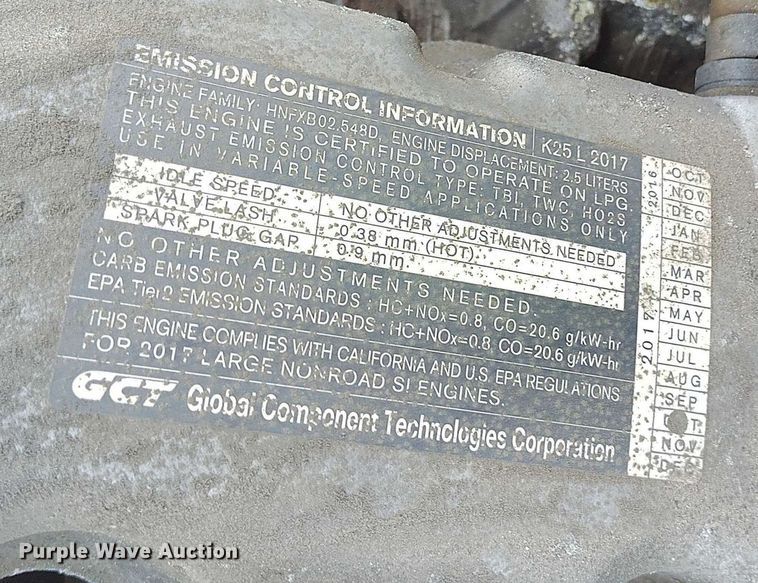 EMISSION CONTROL INFORMATION K25 L 2017
ENGINE FAMILY: HNFXB02.548D, ENGINE DISPLACEMENT: 2.5 LITERS
THIS ENGINE IS CERTIFIED TO OPERATE ON LPG.
EXHAUST EMISSION CONTROL TYPE: TBI, TWC, HO2S
USE IN VARIABLE-SPEED APPLICATIONS ONLY
IDLE SPEED NO OTHER ADJUSTMENTS NEEDED
VALVE LASH 0.38 mm (HOT)
SPARK PLUG GAP 0.9 mm
NO OTHER ADJUSTMENTS NEEDED.
CARB EMISSION STANDARDS : HC+NOx=0.8, CO=20.6 g/kW-hr
EPA Tier2 EMISSION STANDARDS : HC+NOx=0.8, CO=20.6 g/kW-hr
THIS ENGINE COMPLIES WITH CALIFORNIA AND U.S. EPA REGULATIONS
FOR 2017 LARGE NONROAD SI ENGINES.
GCT Global Component Technologies Corporation
2016
OCT
NOV
DEC
2017
JAN
FEB
MAR
APR
MAY
JUN
JUL
AUG
SEP
OCT
NOV
DEC
Purple Wave Auction